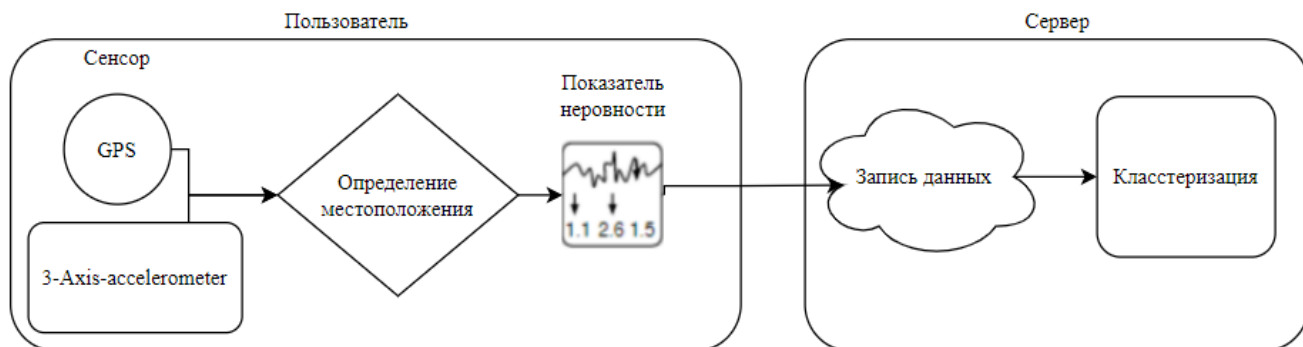 Пользователь
Сервер
Сенсор
GPS
3-Axis-accelerometer
Определение
местоположения
Показатель
неровности
1.1 2.6 1.5
Запись данных
Класстеризация